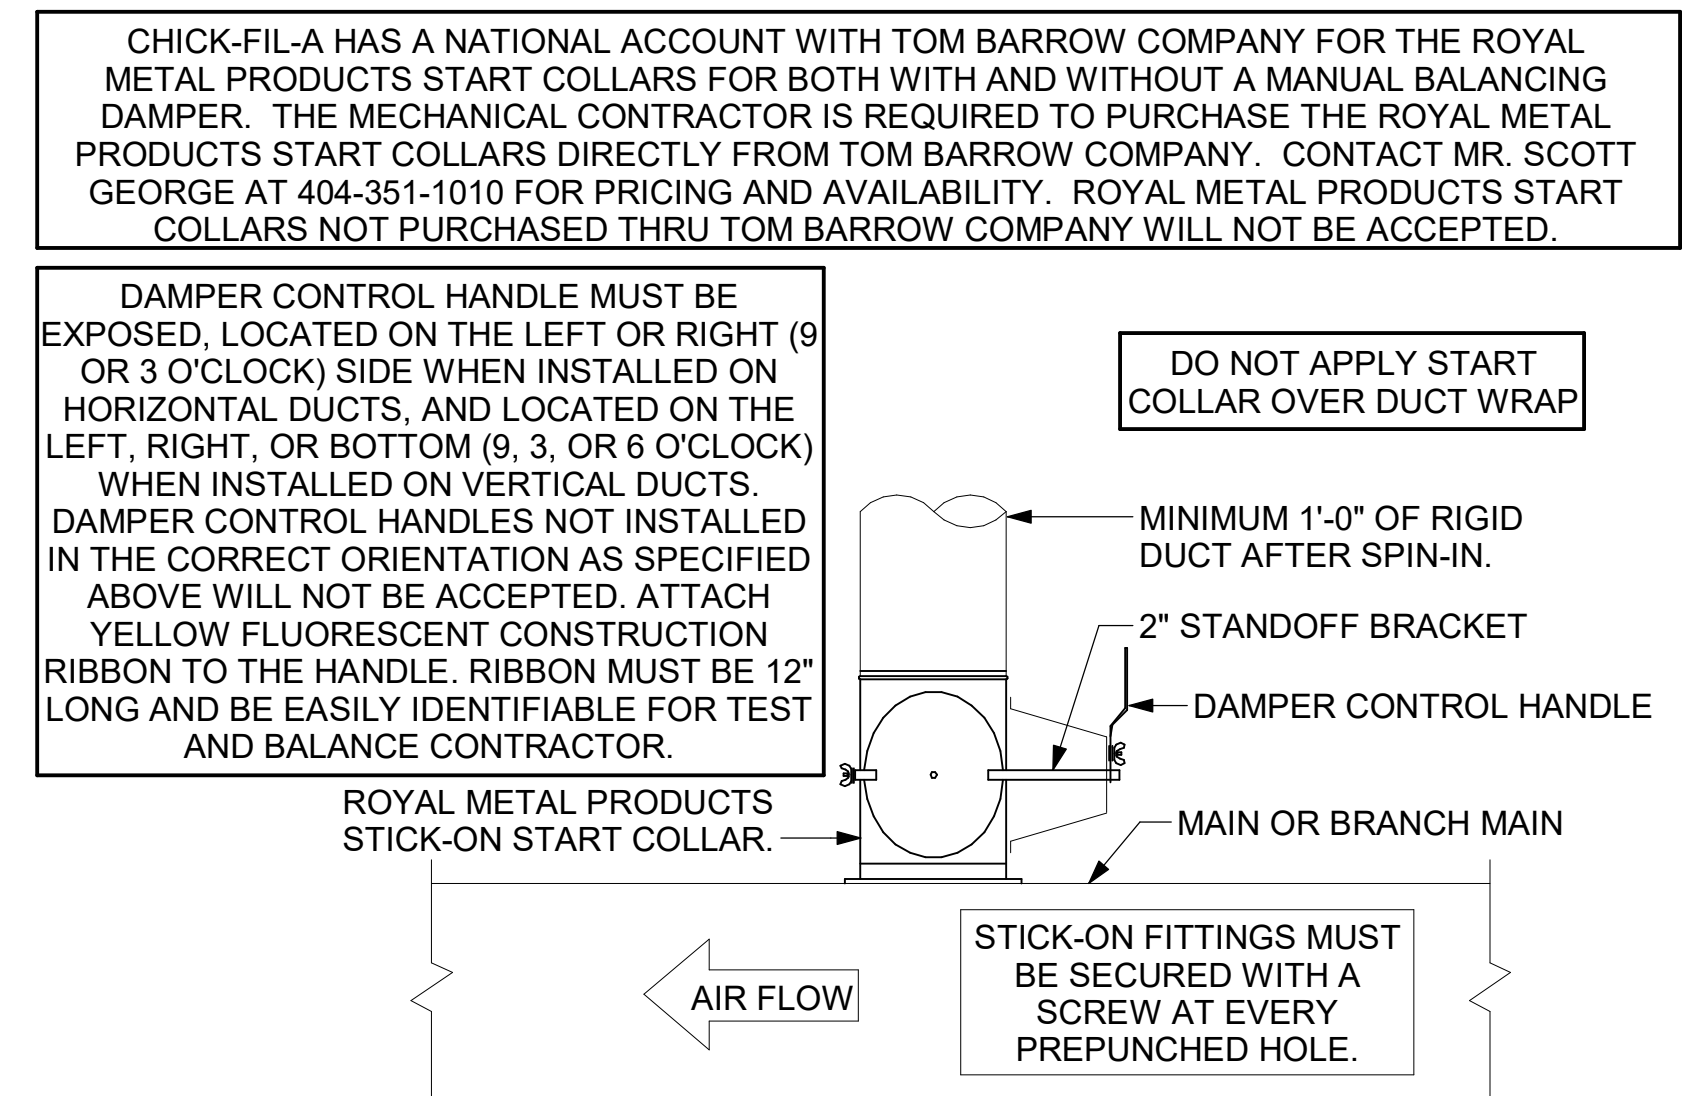 CHICK-FIL-A HAS A NATIONAL ACCOUNT WITH TOM BARROW COMPANY FOR THE ROYAL
METAL PRODUCTS START COLLARS FOR BOTH WITH AND WITHOUT A MANUAL BALANCING
DAMPER. THE MECHANICAL CONTRACTOR IS REQUIRED TO PURCHASE THE ROYAL METAL
PRODUCTS START COLLARS DIRECTLY FROM TOM BARROW COMPANY. CONTACT MR. SCOTT
GEORGE AT 404-351-1010 FOR PRICING AND AVAILABILITY. ROYAL METAL PRODUCTS START
COLLARS NOT PURCHASED THRU TOM BARROW COMPANY WILL NOT BE ACCEPTED.
DAMPER CONTROL HANDLE MUST BE
EXPOSED, LOCATED ON THE LEFT OR RIGHT (9
OR 3 O'CLOCK) SIDE WHEN INSTALLED ON
HORIZONTAL DUCTS, AND LOCATED ON THE
LEFT, RIGHT, OR BOTTOM (9, 3, OR 6 O'CLOCK)
WHEN INSTALLED ON VERTICAL DUCTS.
DAMPER CONTROL HANDLES NOT INSTALLED
IN THE CORRECT ORIENTATION AS SPECIFIED
ABOVE WILL NOT BE ACCEPTED. ATTACH
YELLOW FLUORESCENT CONSTRUCTION
RIBBON TO THE HANDLE. RIBBON MUST BE 12"
LONG AND BE EASILY IDENTIFIABLE FOR TEST
AND BALANCE CONTRACTOR.
DO NOT APPLY START
COLLAR OVER DUCT WRAP
MINIMUM 1'-0" OF RIGID
DUCT AFTER SPIN-IN.
2" STANDOFF BRACKET
DAMPER CONTROL HANDLE
ROYAL METAL PRODUCTS
STICK-ON START COLLAR.
MAIN OR BRANCH MAIN
AIR FLOW
STICK-ON FITTINGS MUST
BE SECURED WITH A
SCREW AT EVERY
PREPUNCHED HOLE.